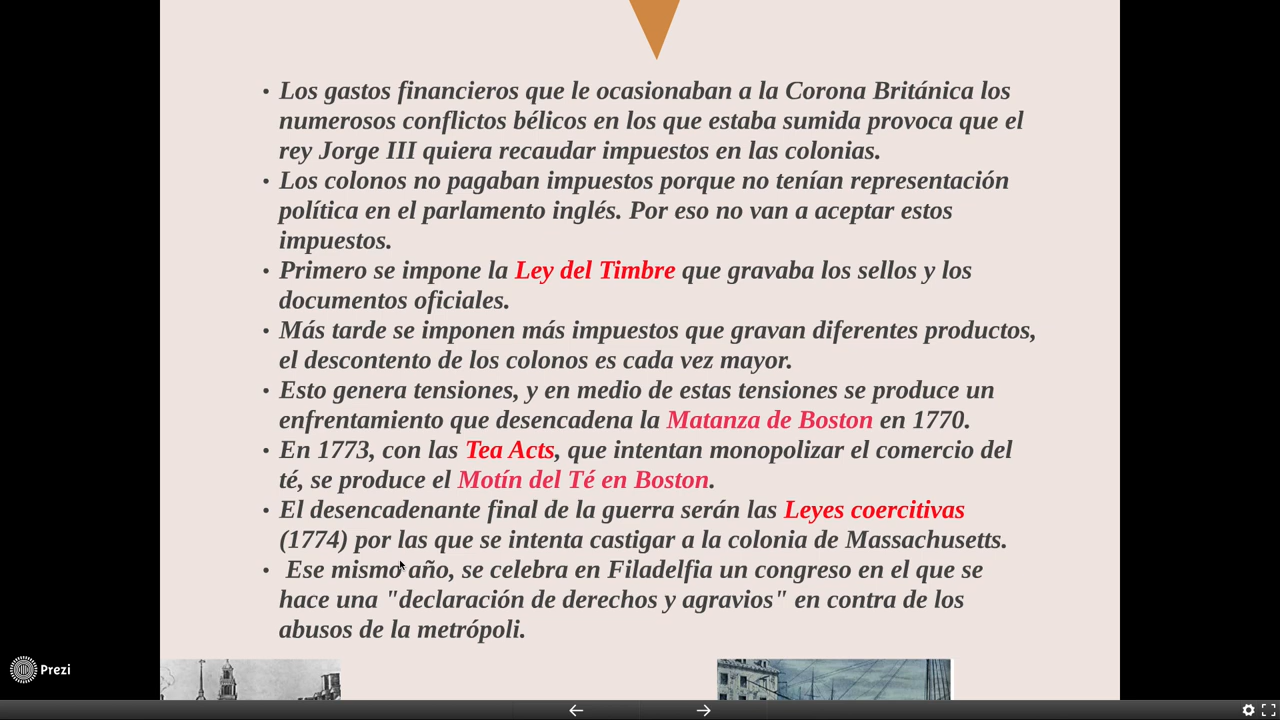 • Los gastos financieros que le ocasionaban a la Corona Británica los
numerosos conflictos bélicos en los que estaba sumida provoca que el
rey Jorge III quiera recaudar impuestos en las colonias.
• Los colonos no pagaban impuestos porque no tenían representación
política en el parlamento inglés. Por eso no van a aceptar estos
impuestos.
• Primero se impone la Ley del Timbre que gravaba los sellos y los
documentos oficiales.
• Más tarde se imponen más impuestos que gravan diferentes productos,
el descontento de los colonos es cada vez mayor.
• Esto genera tensiones, y en medio de estas tensiones se produce un
enfrentamiento que desencadena la Matanza de Boston en 1770.
• En 1773, con las Tea Acts, que intentan monopolizar el comercio del
té, se produce el Motín del Té en Boston.
• El desencadenante final de la guerra serán las Leyes coercitivas
(1774) por las que se intenta castigar a la colonia de Massachusetts.
• Ese mismo año, se celebra en Filadelfia un congreso en el que se
hace una "declaración de derechos y agravios" en contra de los
abusos de la metrópoli.
Prezi